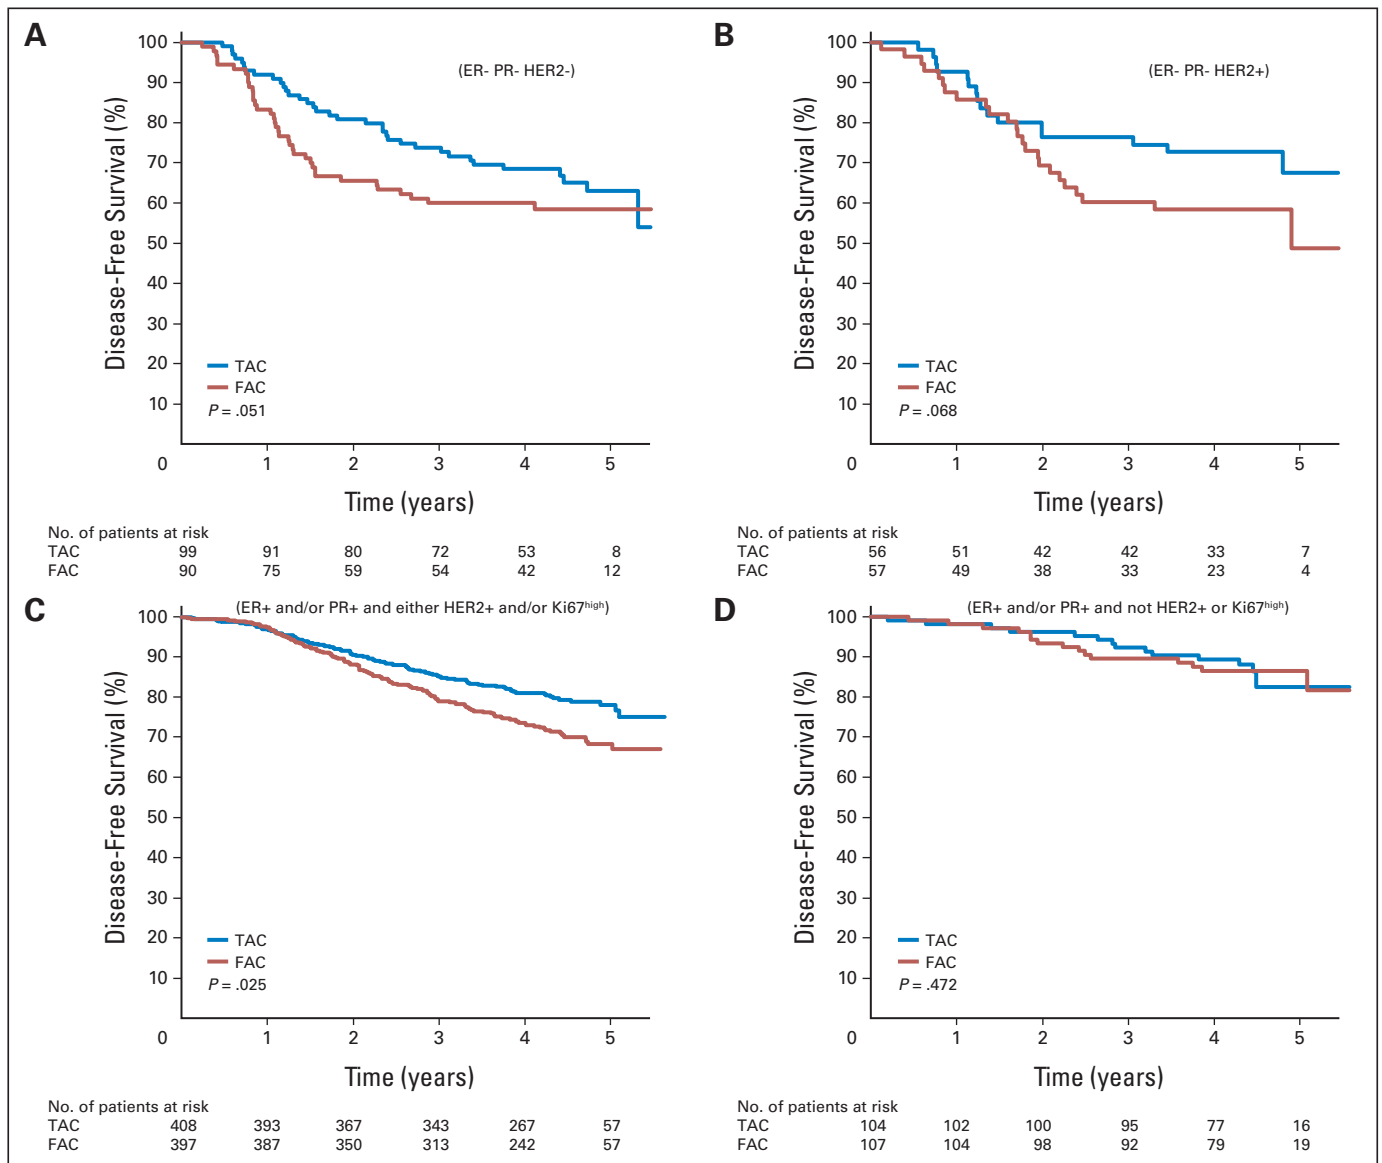 A
(ER- PR- HER2-)
Disease-Free Survival (%)
100
90
80
70
60
50
40
30
20
10
TAC
FAC
P = .051
0 1 2 3 4 5
Time (years)
No. of patients at risk
TAC 99 91 80 72 53 8
FAC 90 75 59 54 42 12
B
(ER- PR- HER2+)
Disease-Free Survival (%)
100
90
80
70
60
50
40
30
20
10
TAC
FAC
P = .068
0 1 2 3 4 5
Time (years)
No. of patients at risk
TAC 56 51 42 42 33 7
FAC 57 49 38 33 23 4
C
(ER+ and/or PR+ and either HER2+ and/or Ki67high)
Disease-Free Survival (%)
100
90
80
70
60
50
40
30
20
10
TAC
FAC
P = .025
0 1 2 3 4 5
Time (years)
No. of patients at risk
TAC 408 393 367 343 267 57
FAC 397 387 350 313 242 57
D
(ER+ and/or PR+ and not HER2+ or Ki67high)
Disease-Free Survival (%)
100
90
80
70
60
50
40
30
20
10
TAC
FAC
P = .472
0 1 2 3 4 5
Time (years)
No. of patients at risk
TAC 104 102 100 95 77 16
FAC 107 104 98 92 79 19